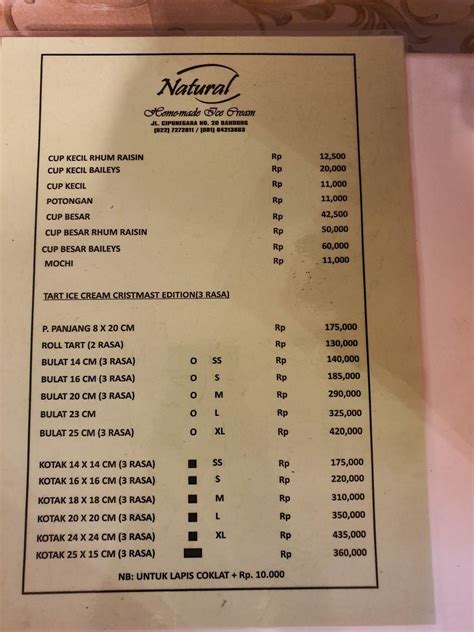 Natural
Home-made Ice Cream
JL. CIPUNEGARA NO. 20 BANDUNG
(022) 7272811 / (081) 84213863
CUP KECIL RHUM RAISIN Rp 12,500
CUP KECIL BAILEYS Rp 20,000
CUP KECIL Rp 11,000
POTONGAN Rp 11,000
CUP BESAR Rp 42,500
CUP BESAR RHUM RAISIN Rp 50,000
CUP BESAR BAILEYS Rp 60,000
MOCHI Rp 11,000
TART ICE CREAM CRISTMAST EDITION(3 RASA)
P. PANJANG 8 X 20 CM Rp 175,000
ROLL TART (2 RASA) Rp 130,000
BULAT 14 CM (3 RASA) O SS Rp 140,000
BULAT 16 CM (3 RASA) O S Rp 185,000
BULAT 20 CM (3 RASA) O M Rp 290,000
BULAT 23 CM O L Rp 325,000
BULAT 25 CM (3 RASA) O XL Rp 420,000
KOTAK 14 X 14 CM (3 RASA) ■ SS Rp 175,000
KOTAK 16 X 16 CM (3 RASA) ■ S Rp 220,000
KOTAK 18 X 18 CM (3 RASA) ■ M Rp 310,000
KOTAK 20 X 20 CM (3 RASA) ■ L Rp 350,000
KOTAK 24 X 24 CM (3 RASA) ■ XL Rp 435,000
KOTAK 25 X 15 CM (3 RASA) Rp 360,000
NB: UNTUK LAPIS COKLAT + Rp. 10.000